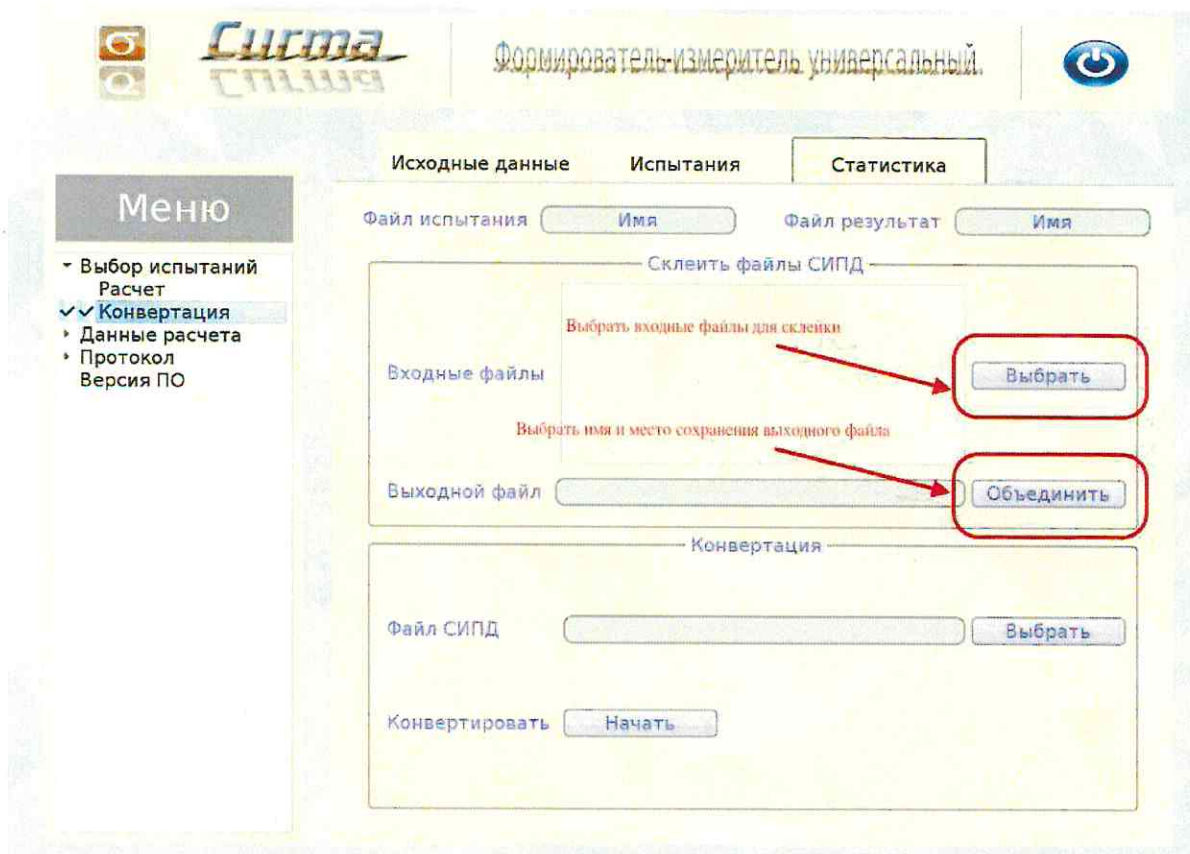 σ
Сигма
Формирователь-измеритель универсальный.
Исходные данные
Испытания
Статистика
Меню
Файл испытания
Имя
Файл результат
Имя
Выбор испытаний
Расчет
Конвертация
Данные расчета
Протокол
Версия ПО
Склеить файлы СИПД
Выбрать входные файлы для склейки
Входные файлы
Выбрать
Выбрать имя и место сохранения выходного файла
Выходной файл
Объединить
Конвертация
Файл СИПД
Выбрать
Конвертировать
Начать